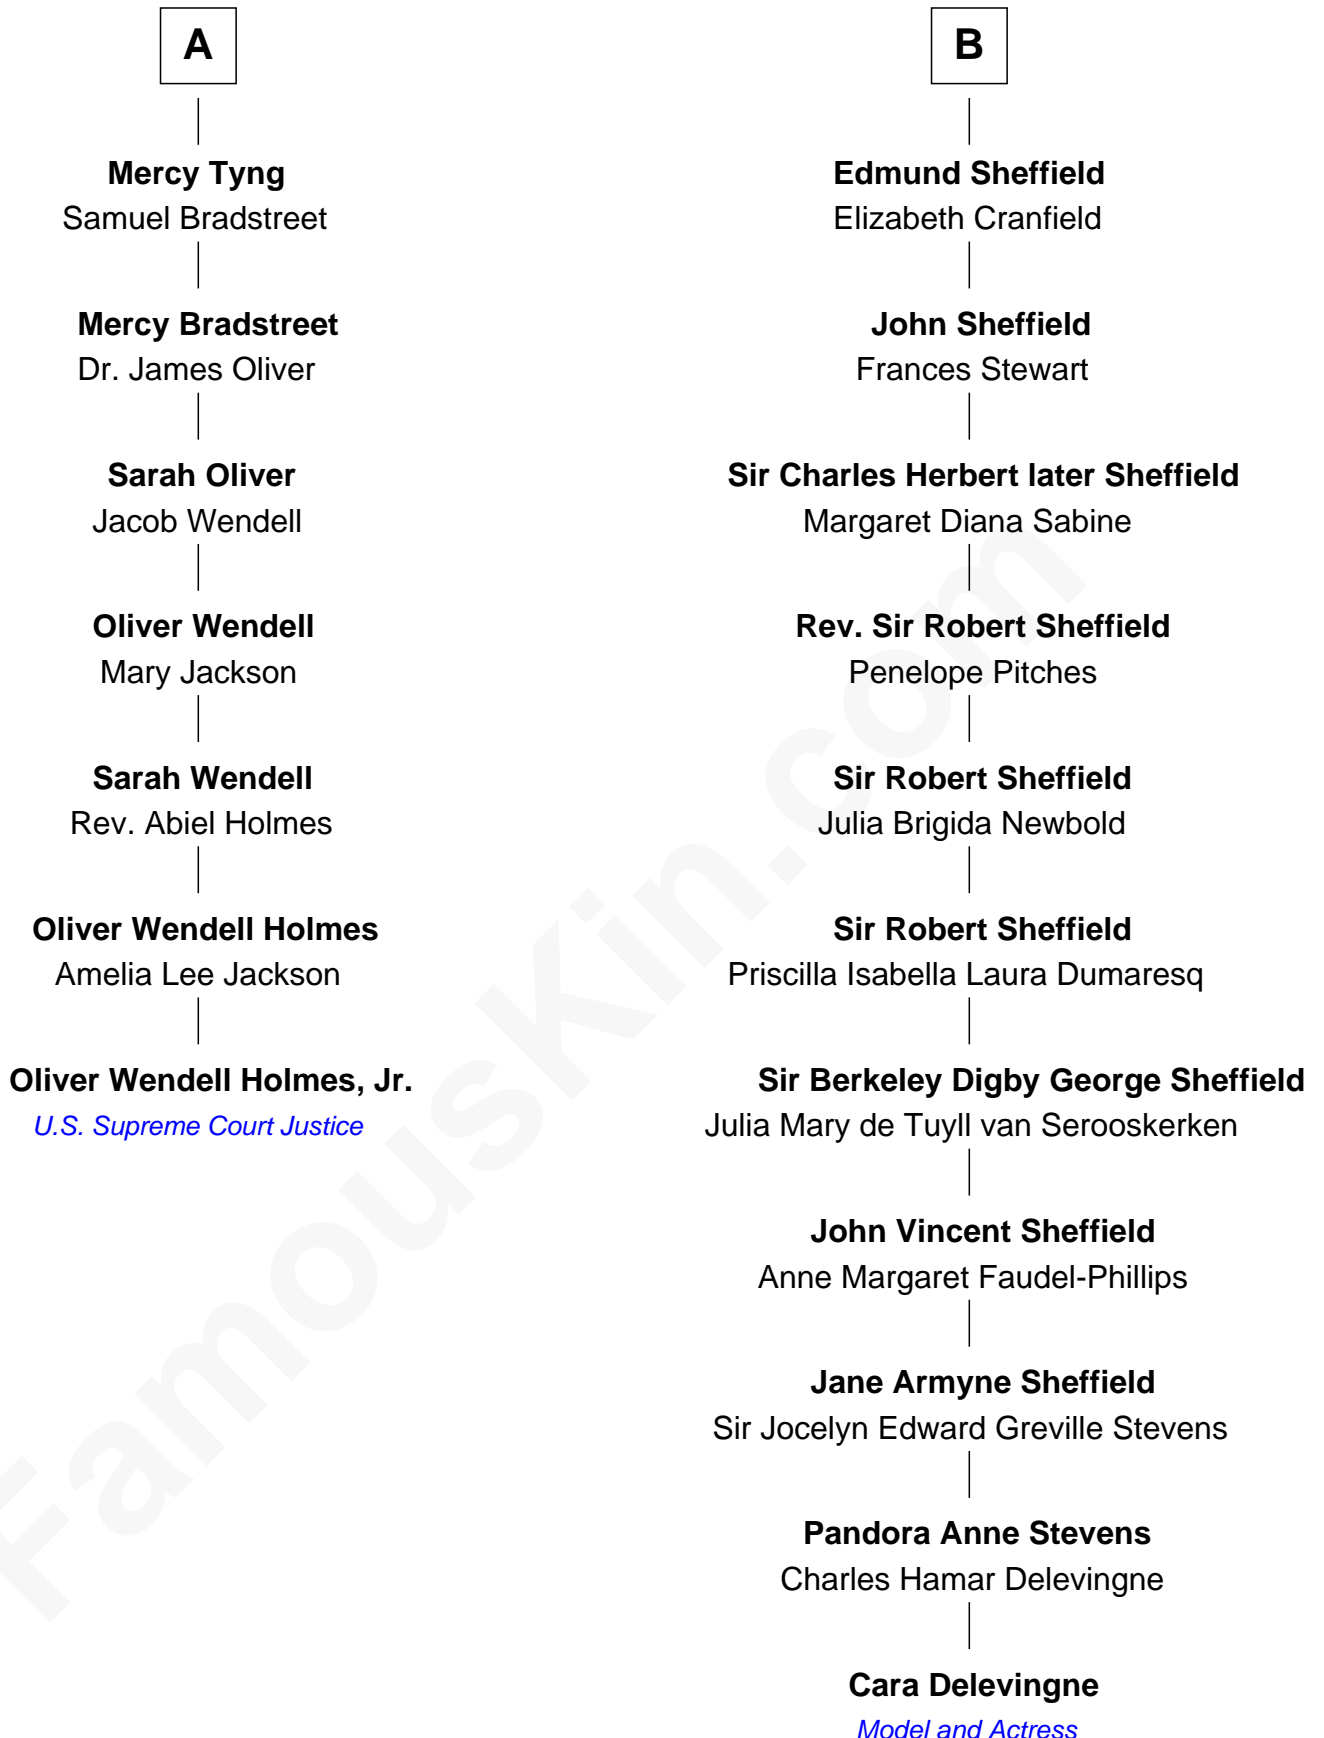 A
Mercy Tyng
Samuel Bradstreet
Mercy Bradstreet
Dr. James Oliver
Sarah Oliver
Jacob Wendell
Oliver Wendell
Mary Jackson
Sarah Wendell
Rev. Abiel Holmes
Oliver Wendell Holmes
Amelia Lee Jackson
Oliver Wendell Holmes, Jr.
U.S. Supreme Court Justice
B
Edmund Sheffield
Elizabeth Cranfield
John Sheffield
Frances Stewart
Sir Charles Herbert later Sheffield
Margaret Diana Sabine
Rev. Sir Robert Sheffield
Penelope Pitches
Sir Robert Sheffield
Julia Brigida Newbold
Sir Robert Sheffield
Priscilla Isabella Laura Dumaresq
Sir Berkeley Digby George Sheffield
Julia Mary de Tuyll van Serooskerken
John Vincent Sheffield
Anne Margaret Faudel-Phillips
Jane Armyne Sheffield
Sir Jocelyn Edward Greville Stevens
Pandora Anne Stevens
Charles Hamar Delevingne
Cara Delevingne
Model and Actress
FamousKin.com